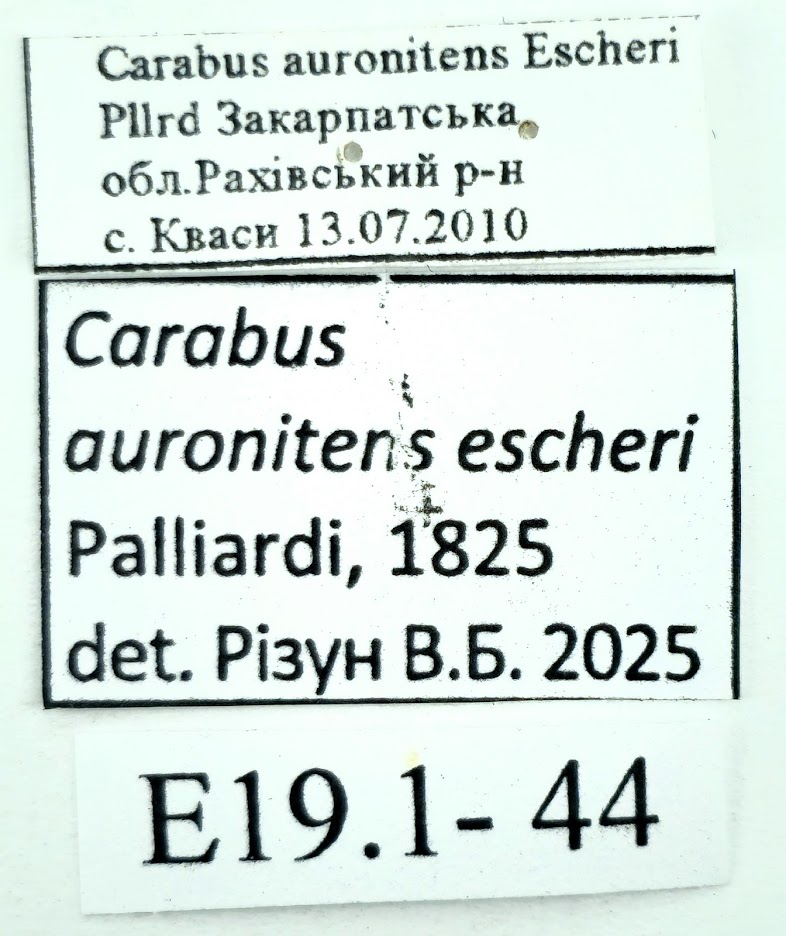 Carabus auronitens Escheri
Pllrd Закарпатська
обл.Рахівський р-н
с. Кваси 13.07.2010
Carabus
auronitens escheri
Palliardi, 1825
det. Різун В.Б. 2025
E19.1- 44